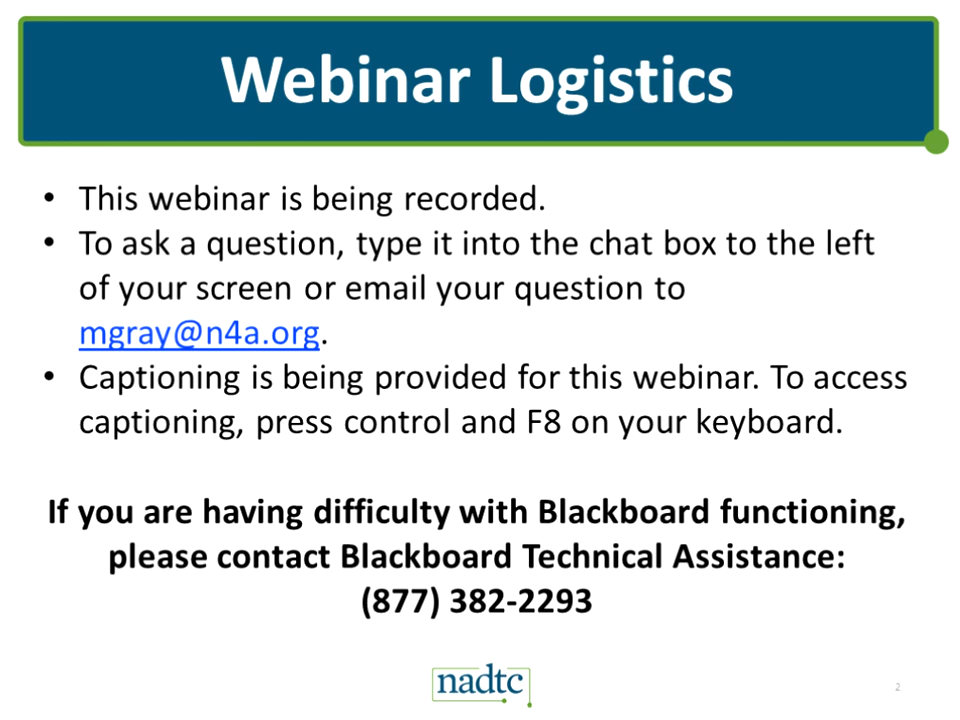 Webinar Logistics
• This webinar is being recorded.
• To ask a question, type it into the chat box to the left
of your screen or email your question to
mgray@n4a.org.
• Captioning is being provided for this webinar. To access
captioning, press control and F8 on your keyboard.
If you are having difficulty with Blackboard functioning,
please contact Blackboard Technical Assistance:
(877) 382-2293
nadtc
2